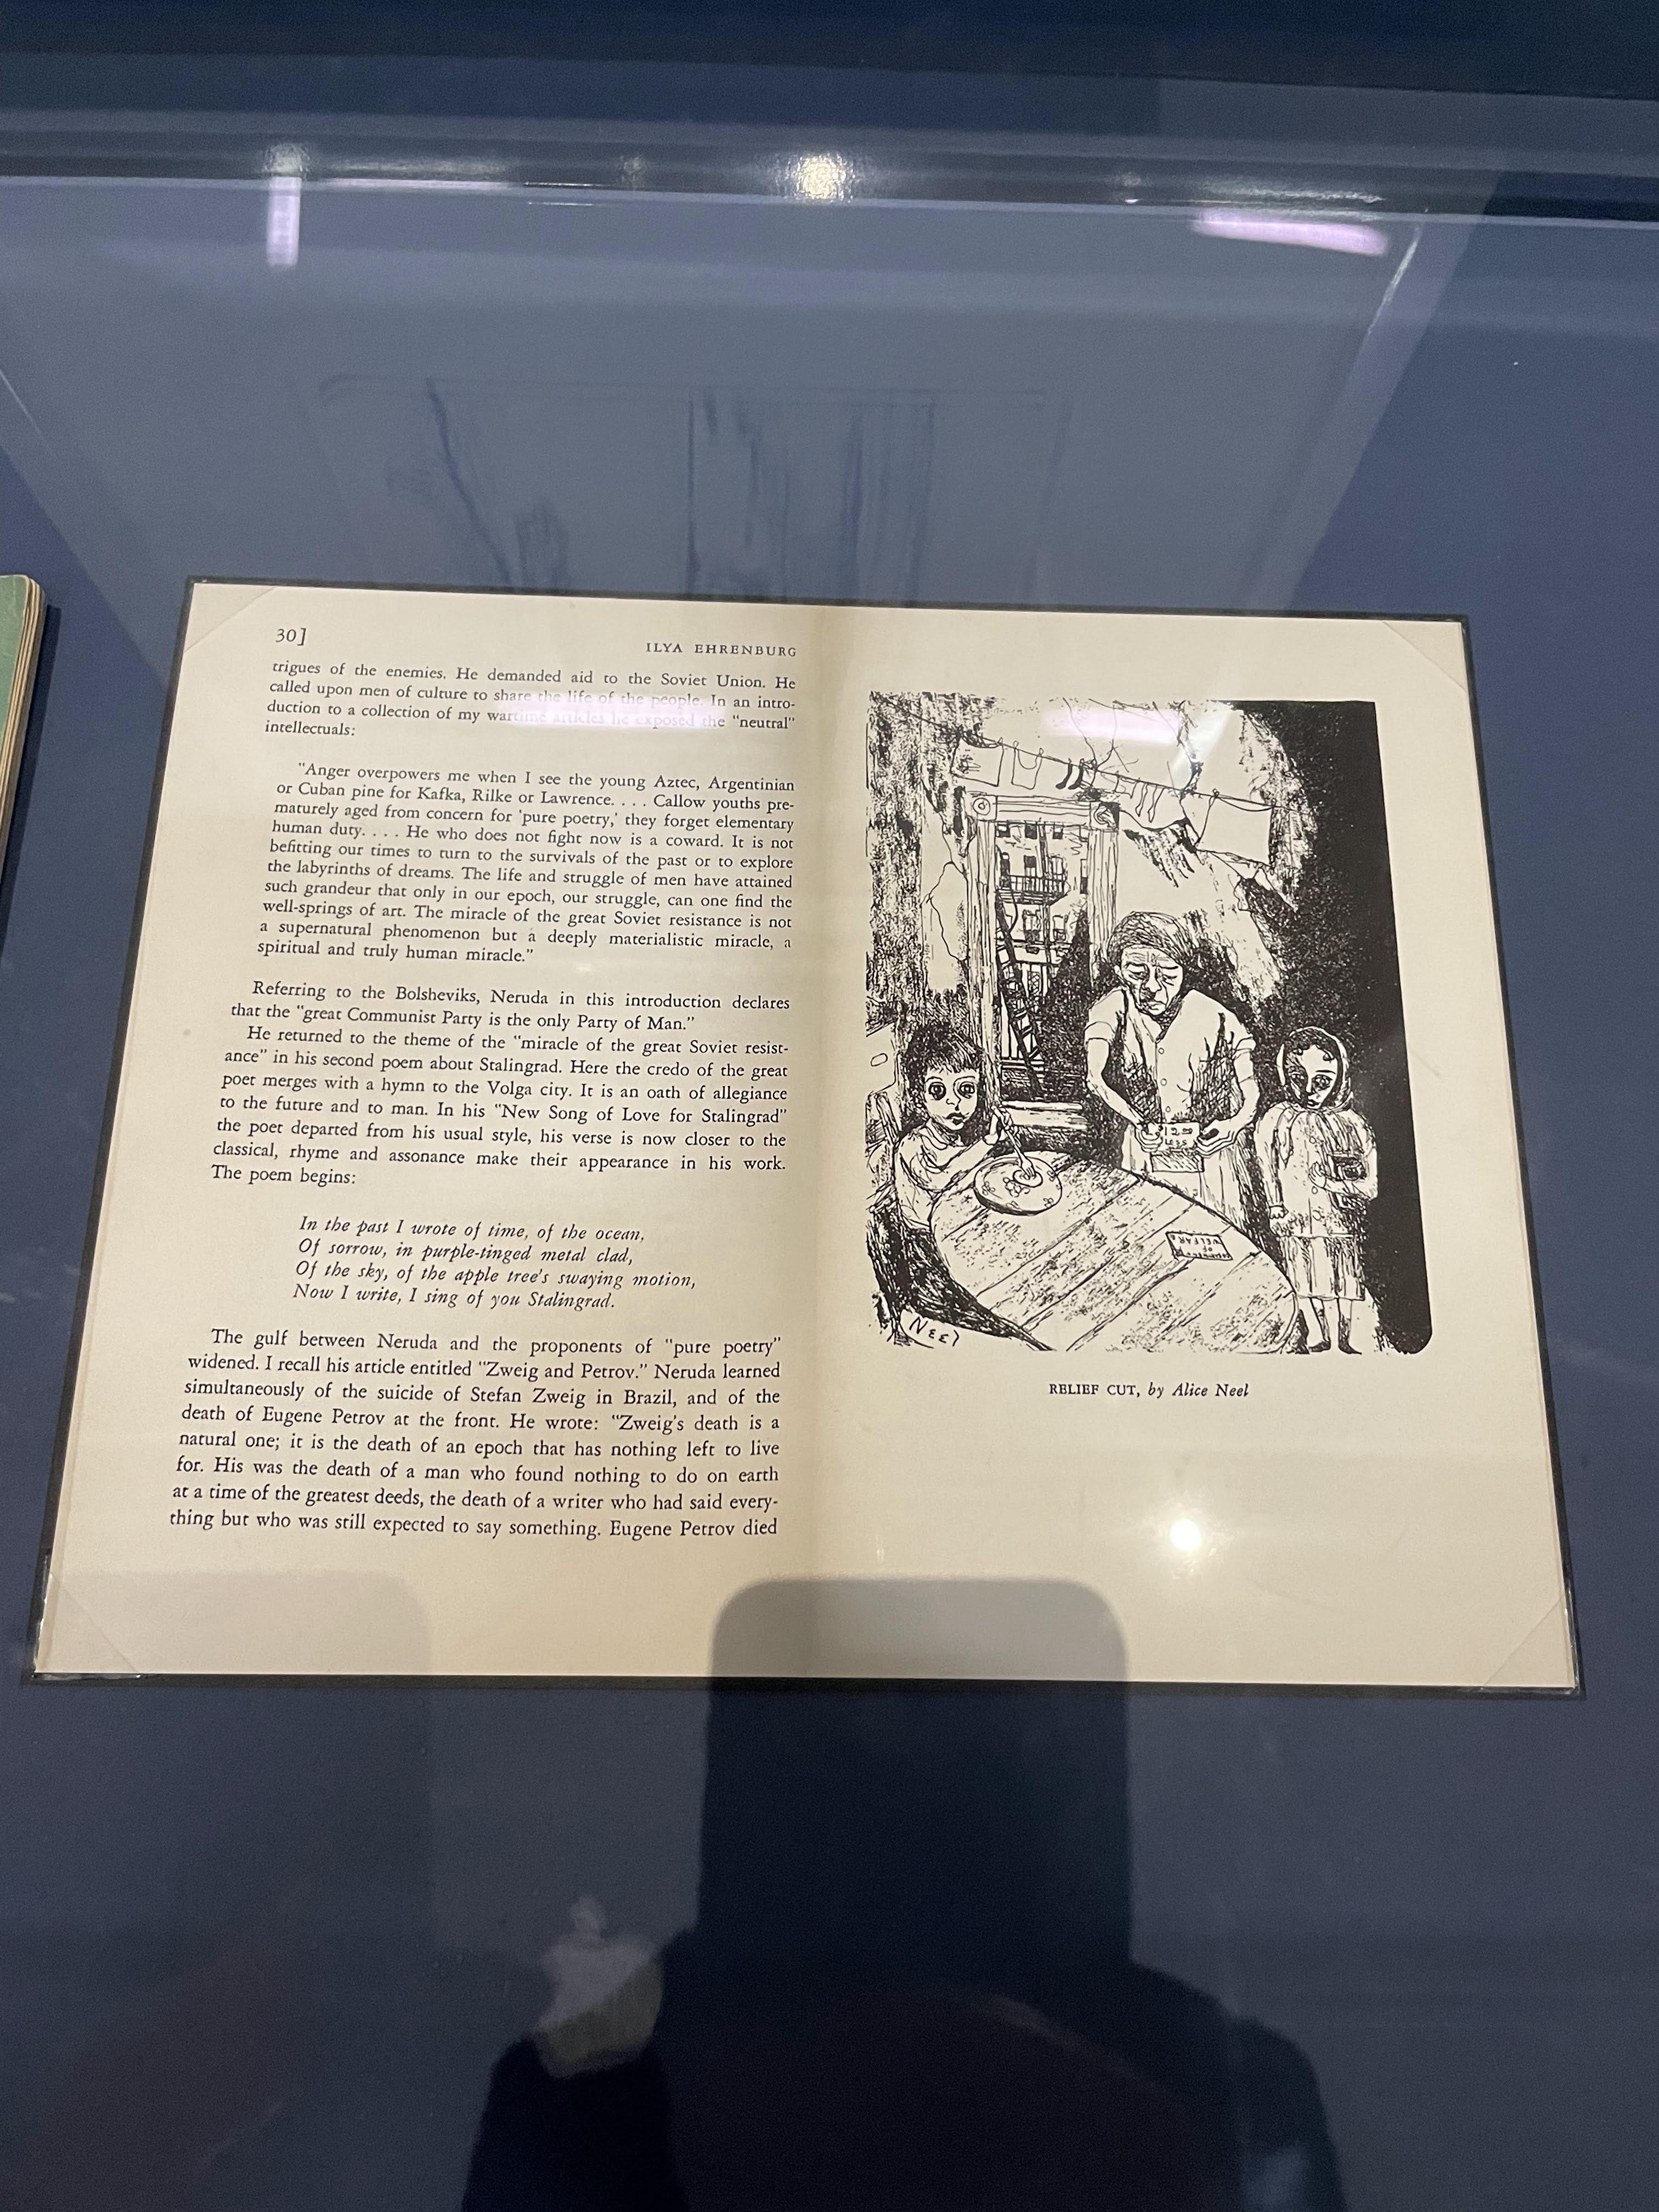 30]
ILYA EHRENBURG
trigues of the enemies. He demanded aid to the Soviet Union. He
called upon men of culture to share the life of the people. In an intro-
duction to a collection of my wartime articles he exposed the "neutral"
intellectuals:
"Anger overpowers me when I see the young Aztec, Argentinian
or Cuban pine for Kafka, Rilke or Lawrence. . . . Callow youths pre-
maturely aged from concern for 'pure poetry,' they forget elementary
human duty. . . . He who does not fight now is a coward. It is not
befitting our times to turn to the survivals of the past or to explore
the labyrinths of dreams. The life and struggle of men have attained
such grandeur that only in our epoch, our struggle, can one find the
well-springs of art. The miracle of the great Soviet resistance is not
a supernatural phenomenon but a deeply materialistic miracle, a
spiritual and truly human miracle."
Referring to the Bolsheviks, Neruda in this introduction declares
that the "great Communist Party is the only Party of Man."
He returned to the theme of the "miracle of the great Soviet resist-
ance" in his second poem about Stalingrad. Here the credo of the great
poet merges with a hymn to the Volga city. It is an oath of allegiance
to the future and to man. In his "New Song of Love for Stalingrad"
the poet departed from his usual style, his verse is now closer to the
classical, rhyme and assonance make their appearance in his work.
The poem begins:
In the past I wrote of time, of the ocean,
Of sorrow, in purple-tinged metal clad,
Of the sky, of the apple tree's swaying motion,
Now I write, I sing of you Stalingrad.
The gulf between Neruda and the proponents of "pure poetry"
widened. I recall his article entitled "Zweig and Petrov." Neruda learned
simultaneously of the suicide of Stefan Zweig in Brazil, and of the
death of Eugene Petrov at the front. He wrote: "Zweig's death is a
natural one; it is the death of an epoch that has nothing left to live
for. His was the death of a man who found nothing to do on earth
at a time of the greatest deeds, the death of a writer who had said every-
thing but who was still expected to say something. Eugene Petrov died
LESS
OF
WELFARE
NEEL
RELIEF CUT, by Alice Neel